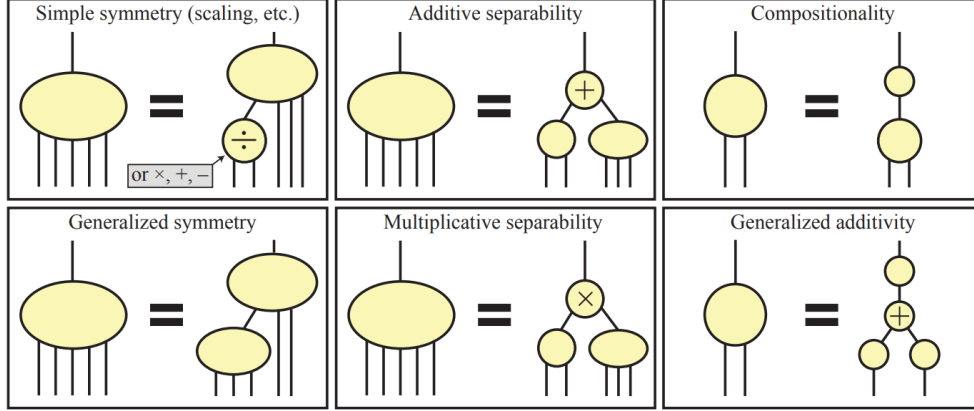 Simple symmetry (scaling, etc.)
Additive separability
Compositionality
=
÷
or ×, +, –
=
+
=
Generalized symmetry
Multiplicative separability
Generalized additivity
=
=
×
=
+